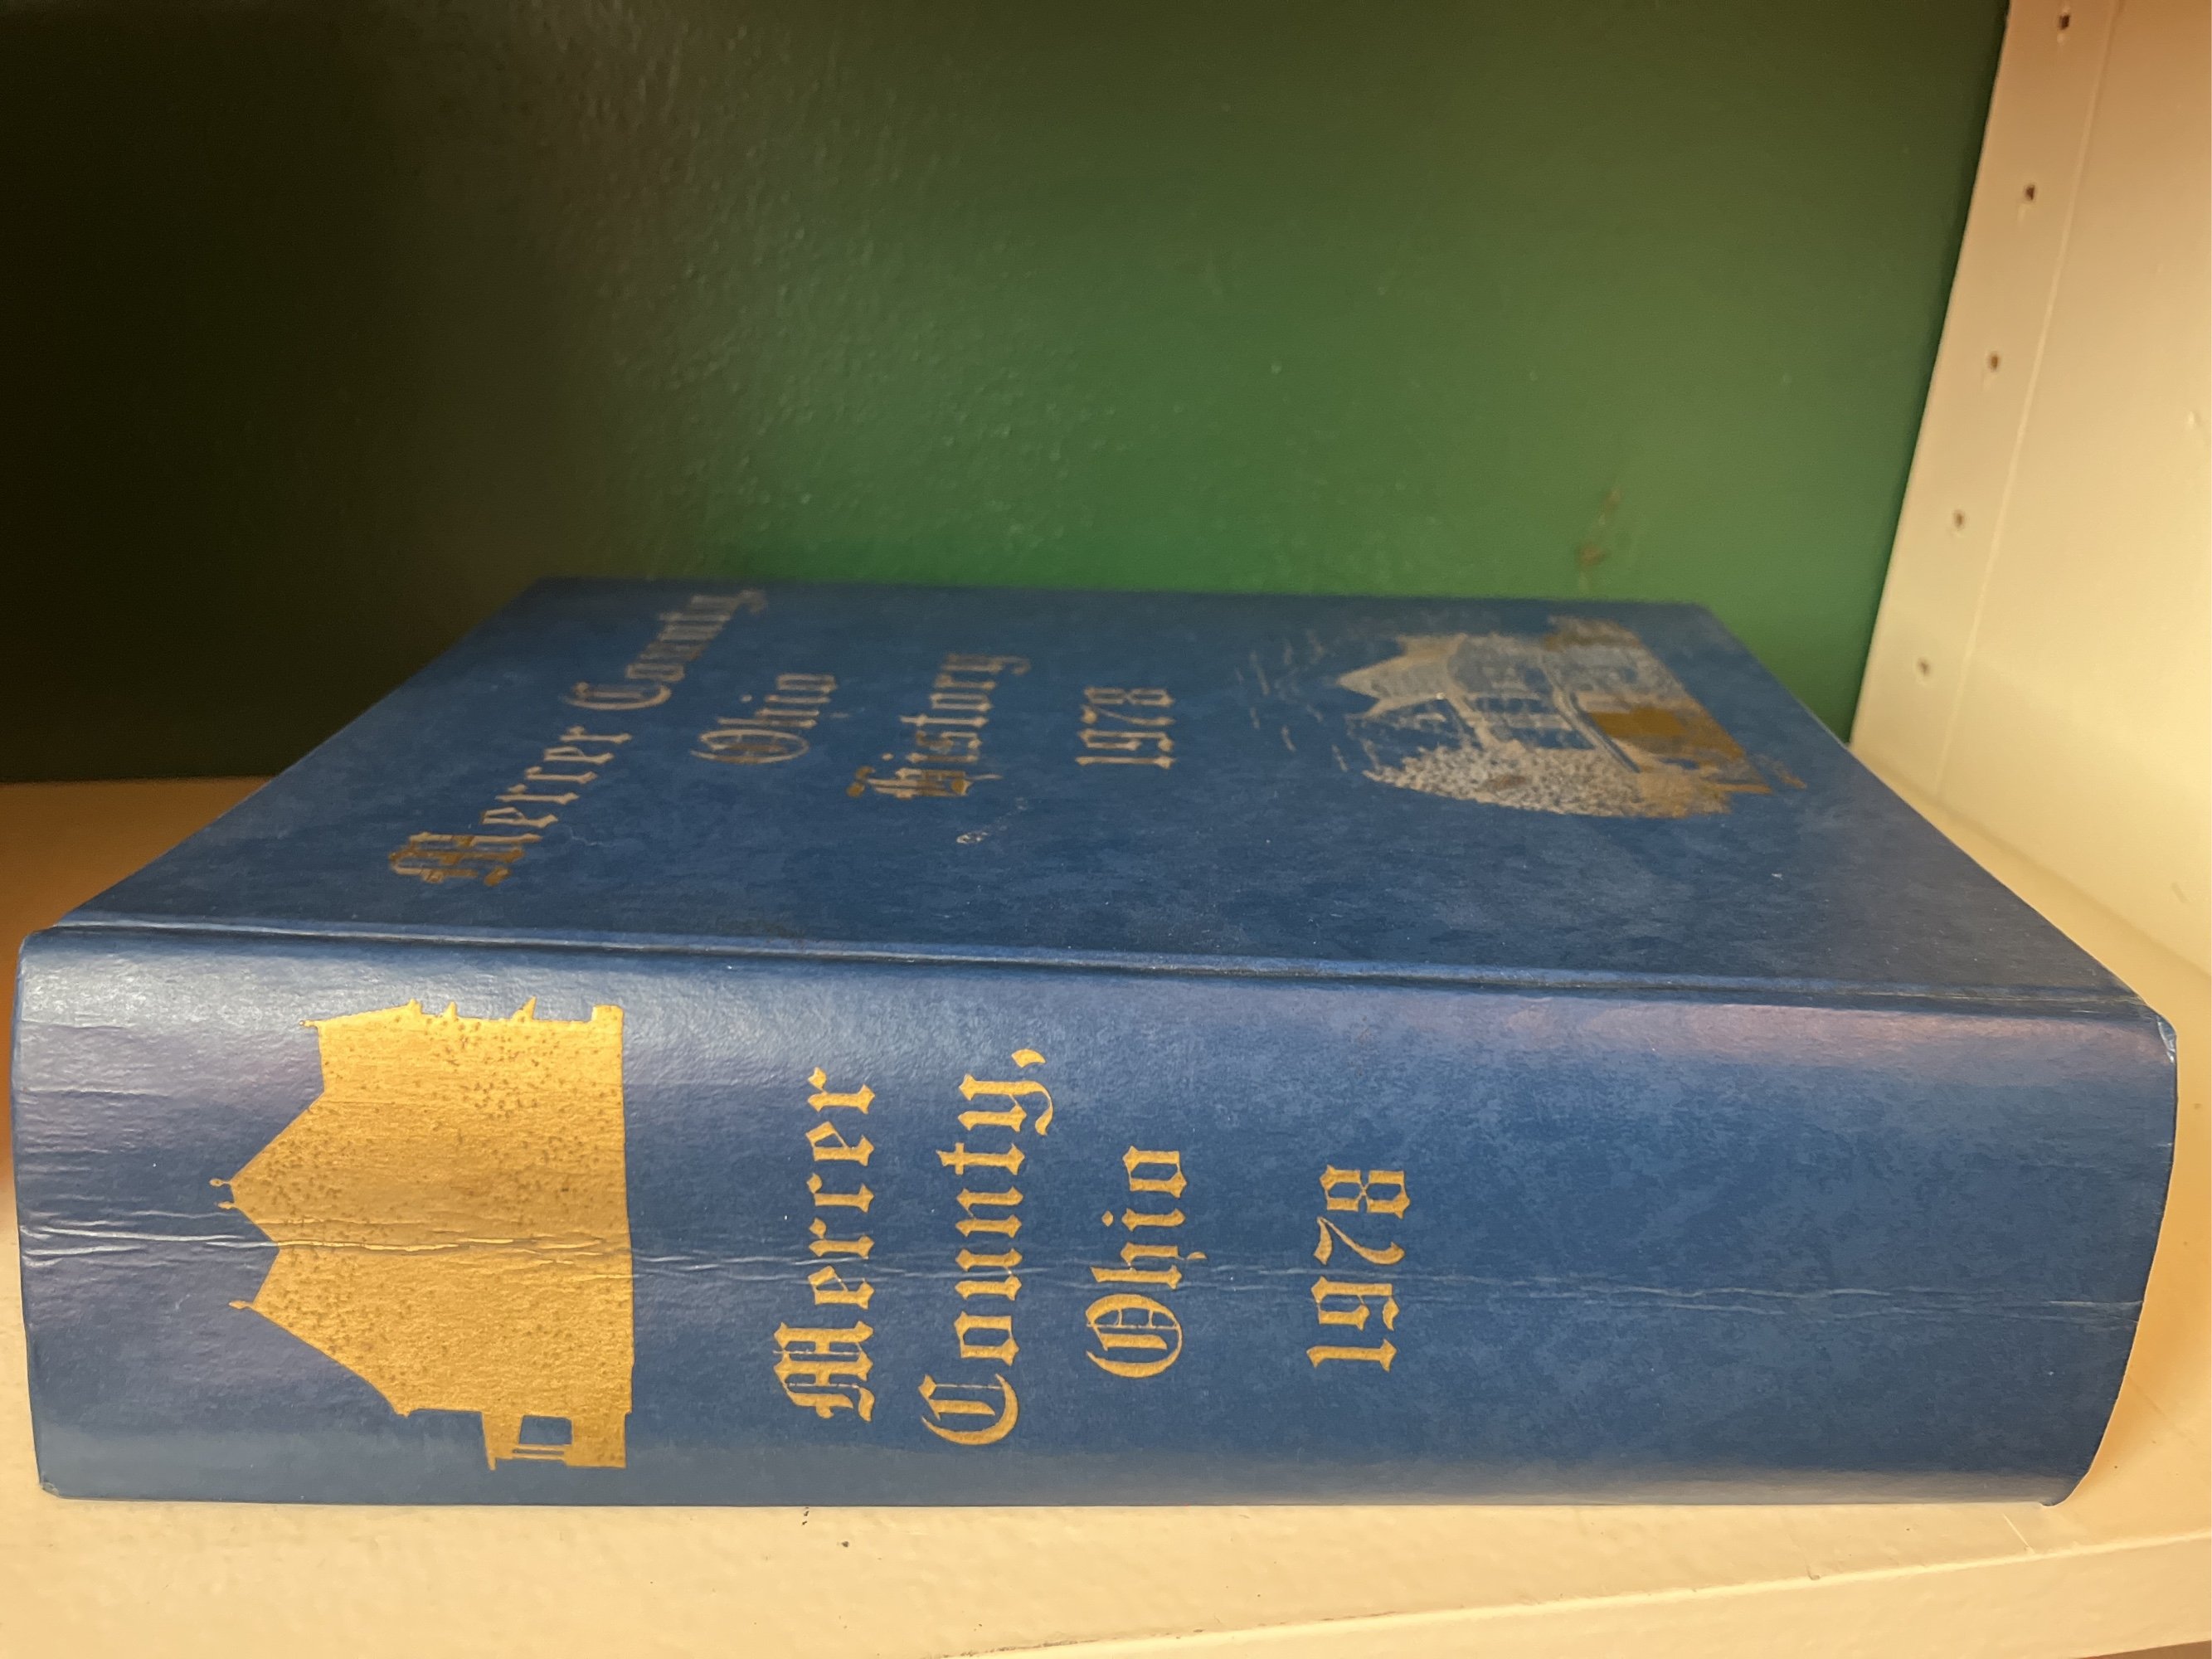 Mercer County,
Ohio
History
1978
Mercer
County,
Ohio
1978